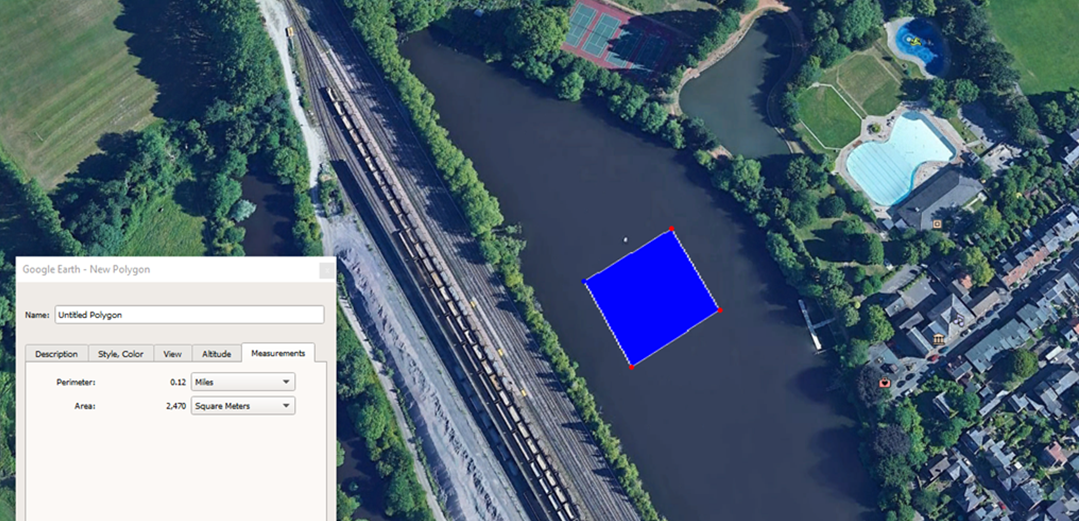 Google Earth - New Polygon
Name: Untitled Polygon
Description Style, Color View Altitude Measurements
Perimeter: 0.12 Miles
Area: 2,470 Square Meters